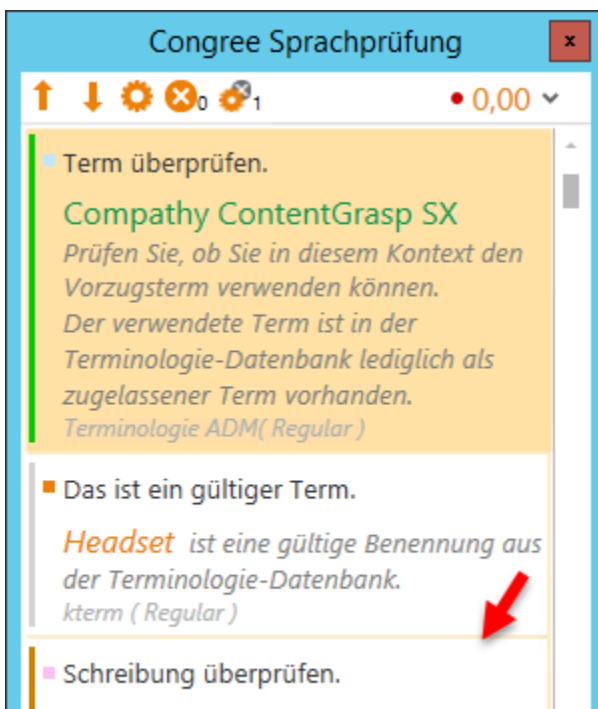 Congree Sprachprüfung
x
0 1 0,00
Term überprüfen.
Compathy ContentGrasp SX
Prüfen Sie, ob Sie in diesem Kontext den
Vorzugsterm verwenden können.
Der verwendete Term ist in der
Terminologie-Datenbank lediglich als
zugelassener Term vorhanden.
Terminologie ADM( Regular )
Das ist ein gültiger Term.
Headset ist eine gültige Benennung aus
der Terminologie-Datenbank.
kterm ( Regular )
Schreibung überprüfen.